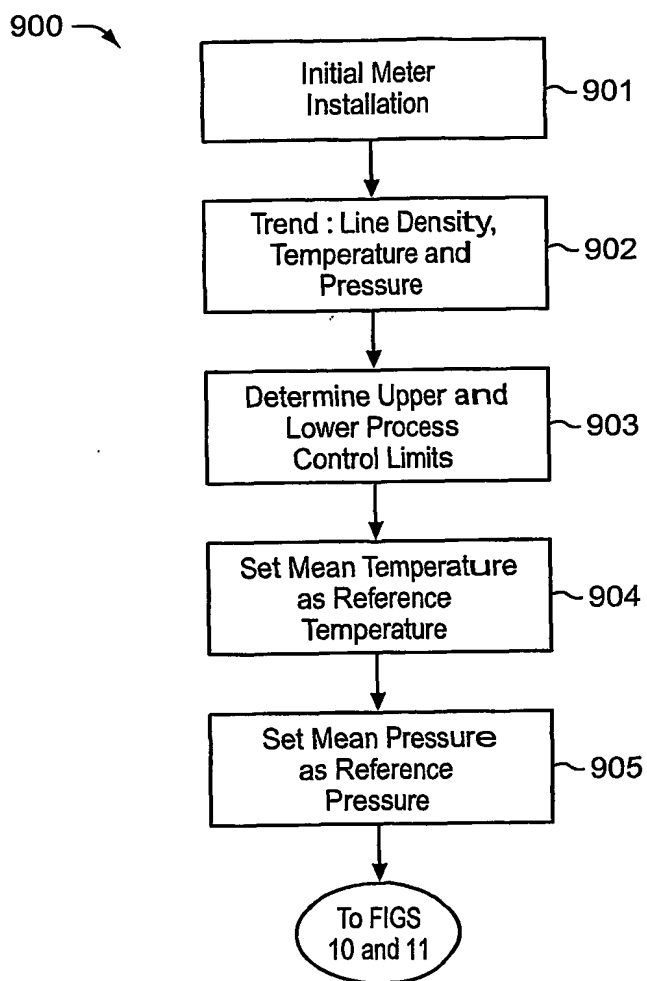 900
Initial Meter
Installation
901
Trend : Line Density,
Temperature and
Pressure
902
Determine Upper and
Lower Process
Control Limits
903
Set Mean Temperature
as Reference
Temperature
904
Set Mean Pressure
as Reference
Pressure
905
To FIGS
10 and 11